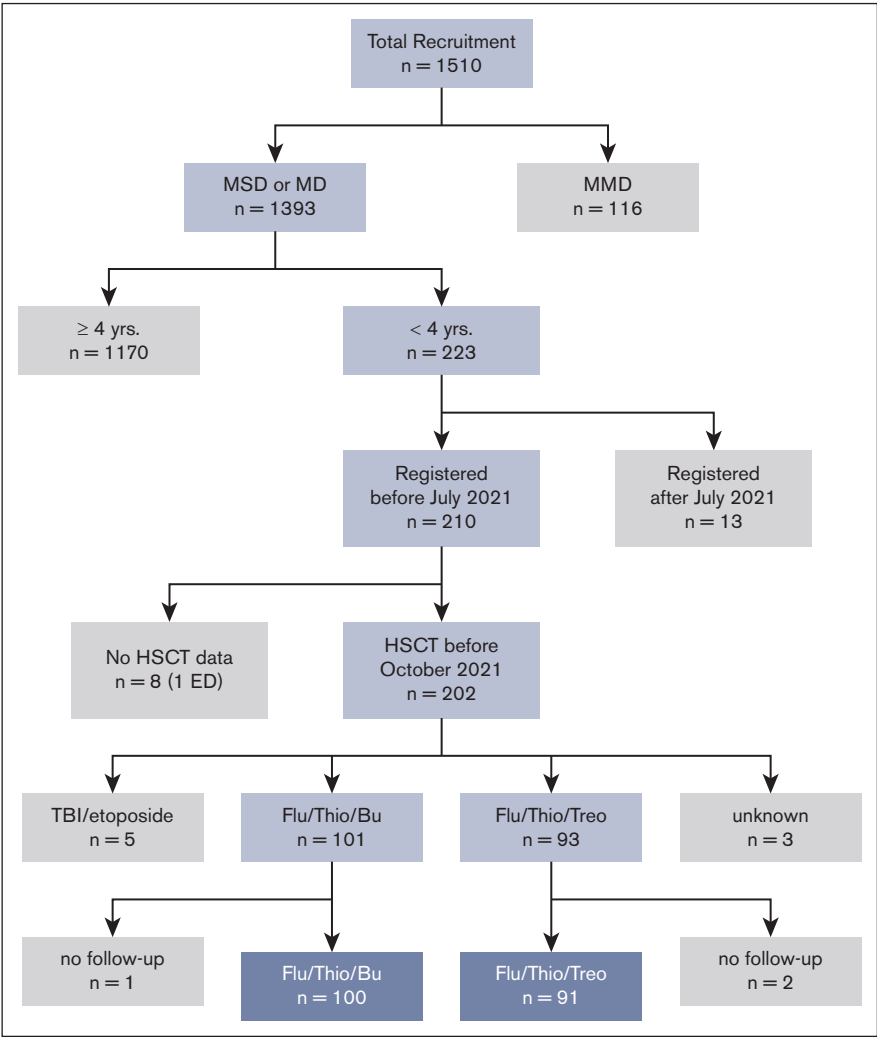 Total Recruitment
n = 1510
MSD or MD
n = 1393
MMD
n = 116
≥ 4 yrs.
n = 1170
< 4 yrs.
n = 223
Registered
before July 2021
n = 210
Registered
after July 2021
n = 13
No HSCT data
n = 8 (1 ED)
HSCT before
October 2021
n = 202
TBI/etoposide
n = 5
Flu/Thio/Bu
n = 101
Flu/Thio/Treo
n = 93
unknown
n = 3
no follow-up
n = 1
Flu/Thio/Bu
n = 100
Flu/Thio/Treo
n = 91
no follow-up
n = 2